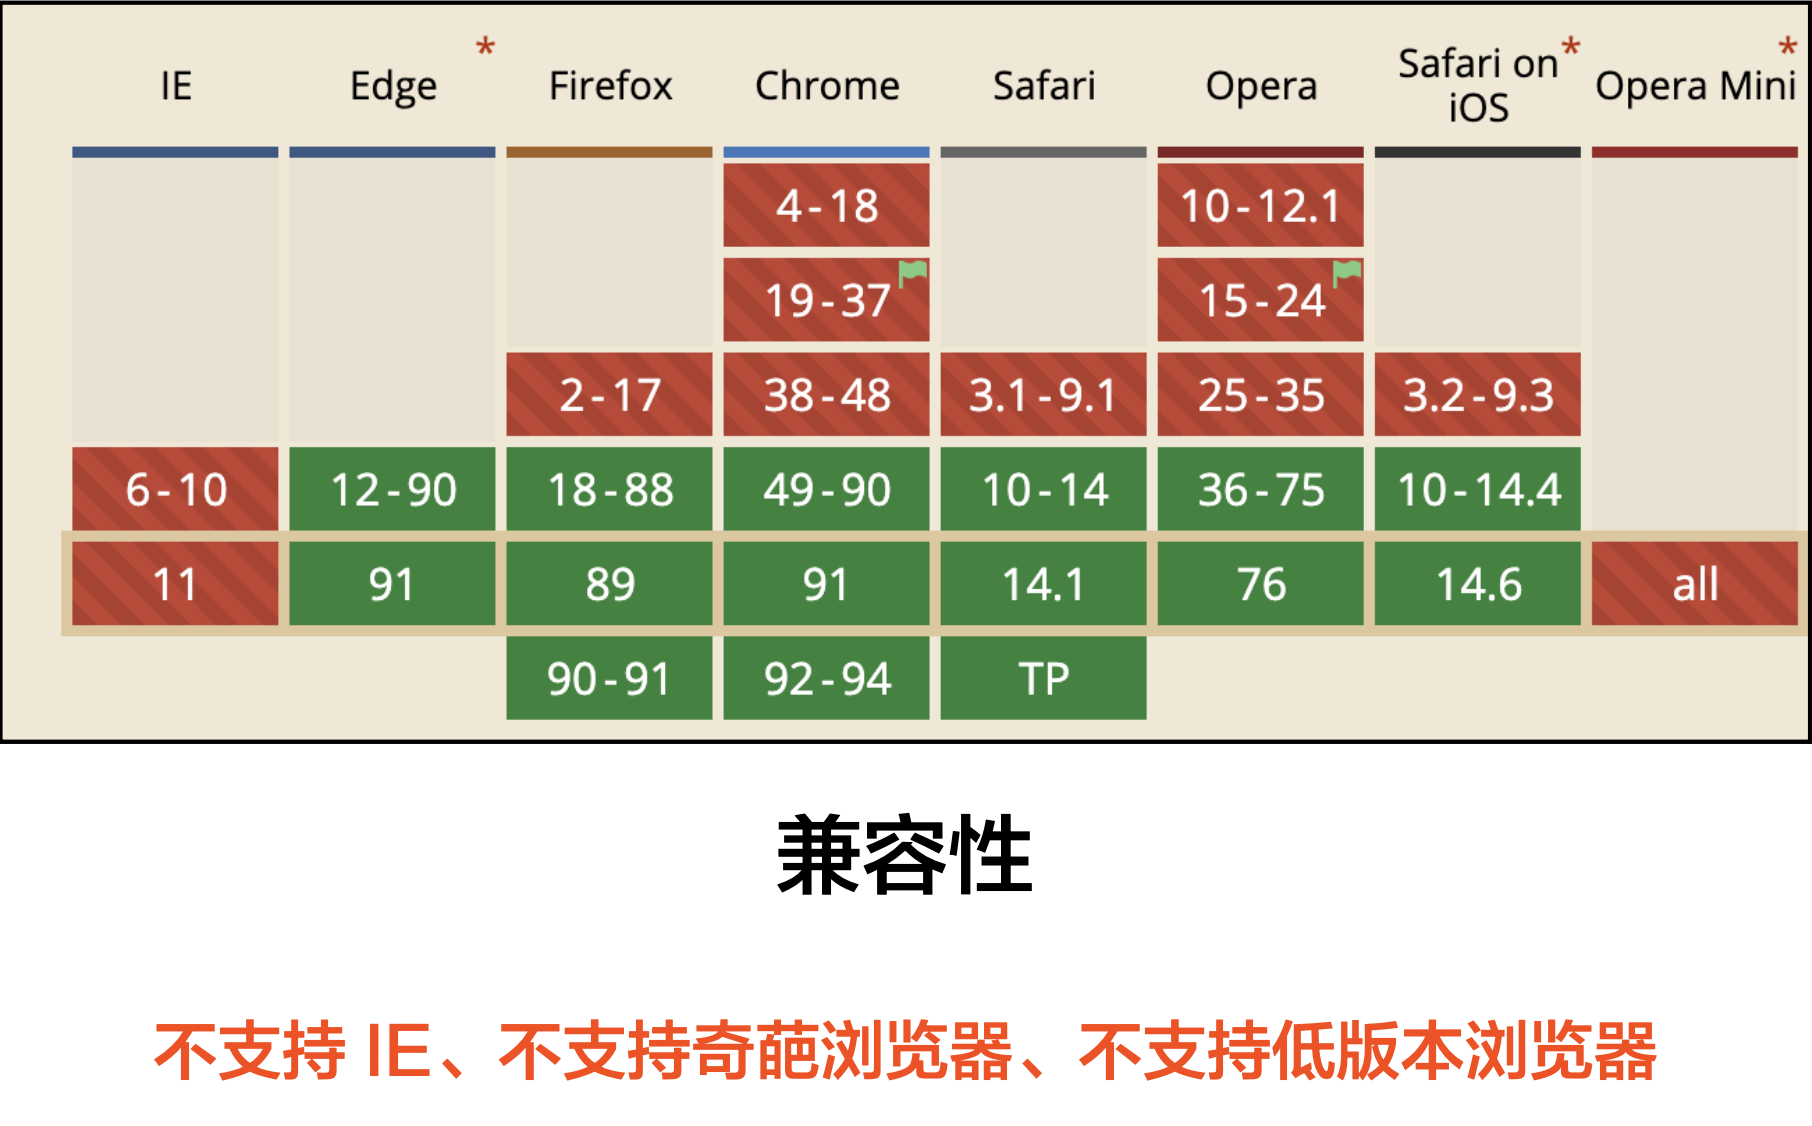 IE Edge * Firefox Chrome Safari Opera Safari on iOS * Opera Mini *
4-18 10-12.1
19-37 15-24
2-17 38-48 3.1-9.1 25-35 3.2-9.3
6-10 12-90 18-88 49-90 10-14 36-75 10-14.4
11 91 89 91 14.1 76 14.6 all
90-91 92-94 TP
兼容性
不支持 IE、不支持奇葩浏览器、不支持低版本浏览器